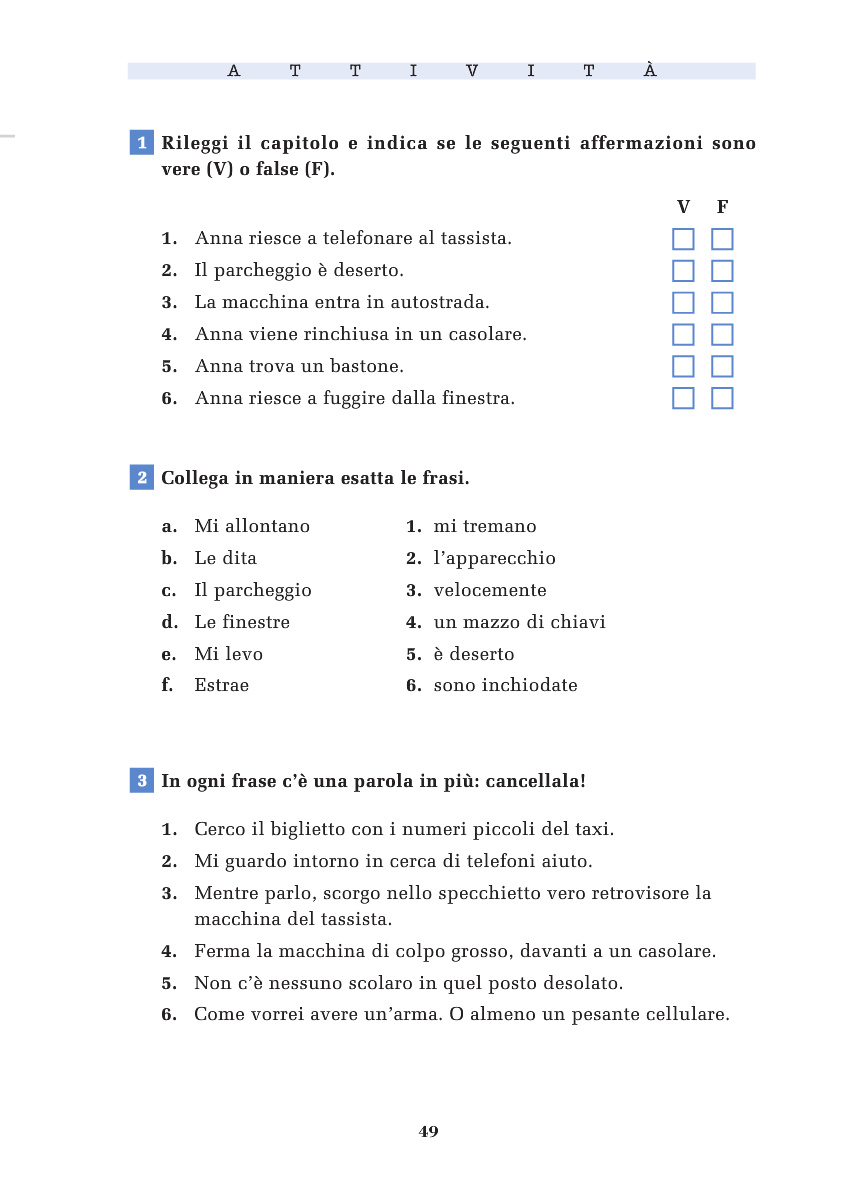 A T T I V I T À
1 Rileggi il capitolo e indica se le seguenti affermazioni sono
vere (V) o false (F).
V F
1. Anna riesce a telefonare al tassista.
2. Il parcheggio è deserto.
3. La macchina entra in autostrada.
4. Anna viene rinchiusa in un casolare.
5. Anna trova un bastone.
6. Anna riesce a fuggire dalla finestra.
2 Collega in maniera esatta le frasi.
a. Mi allontano 1. mi tremano
b. Le dita 2. l’apparecchio
c. Il parcheggio 3. velocemente
d. Le finestre 4. un mazzo di chiavi
e. Mi levo 5. è deserto
f. Estrae 6. sono inchiodate
3 In ogni frase c’è una parola in più: cancellala!
1. Cerco il biglietto con i numeri piccoli del taxi.
2. Mi guardo intorno in cerca di telefoni aiuto.
3. Mentre parlo, scorgo nello specchietto vero retrovisore la
macchina del tassista.
4. Ferma la macchina di colpo grosso, davanti a un casolare.
5. Non c’è nessuno scolaro in quel posto desolato.
6. Come vorrei avere un’arma. O almeno un pesante cellulare.
49